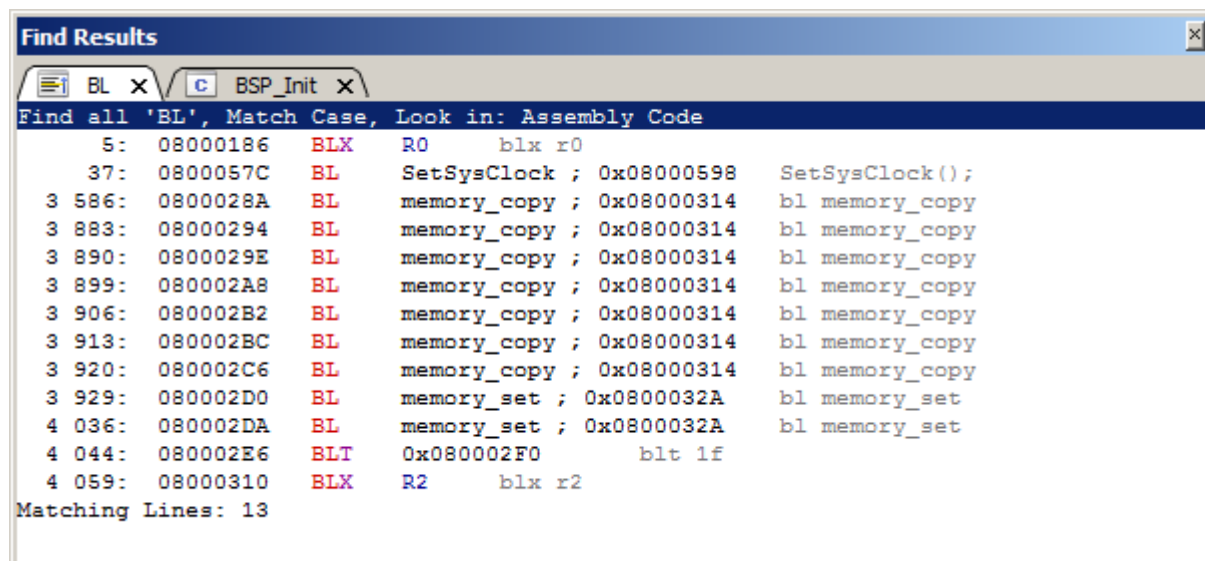 Find Results
BL BSP_Init
Find all 'BL', Match Case, Look in: Assembly Code
5: 08000186 BLX R0 blx r0
37: 0800057C BL SetSysClock ; 0x08000598 SetSysClock();
3 586: 0800028A BL memory_copy ; 0x08000314 bl memory_copy
3 883: 08000294 BL memory_copy ; 0x08000314 bl memory_copy
3 890: 0800029E BL memory_copy ; 0x08000314 bl memory_copy
3 899: 080002A8 BL memory_copy ; 0x08000314 bl memory_copy
3 906: 080002B2 BL memory_copy ; 0x08000314 bl memory_copy
3 913: 080002BC BL memory_copy ; 0x08000314 bl memory_copy
3 920: 080002C6 BL memory_copy ; 0x08000314 bl memory_copy
3 929: 080002D0 BL memory_set ; 0x0800032A bl memory_set
4 036: 080002DA BL memory_set ; 0x0800032A bl memory_set
4 044: 080002E6 BLT 0x080002F0 blt 1f
4 059: 08000310 BLX R2 blx r2
Matching Lines: 13